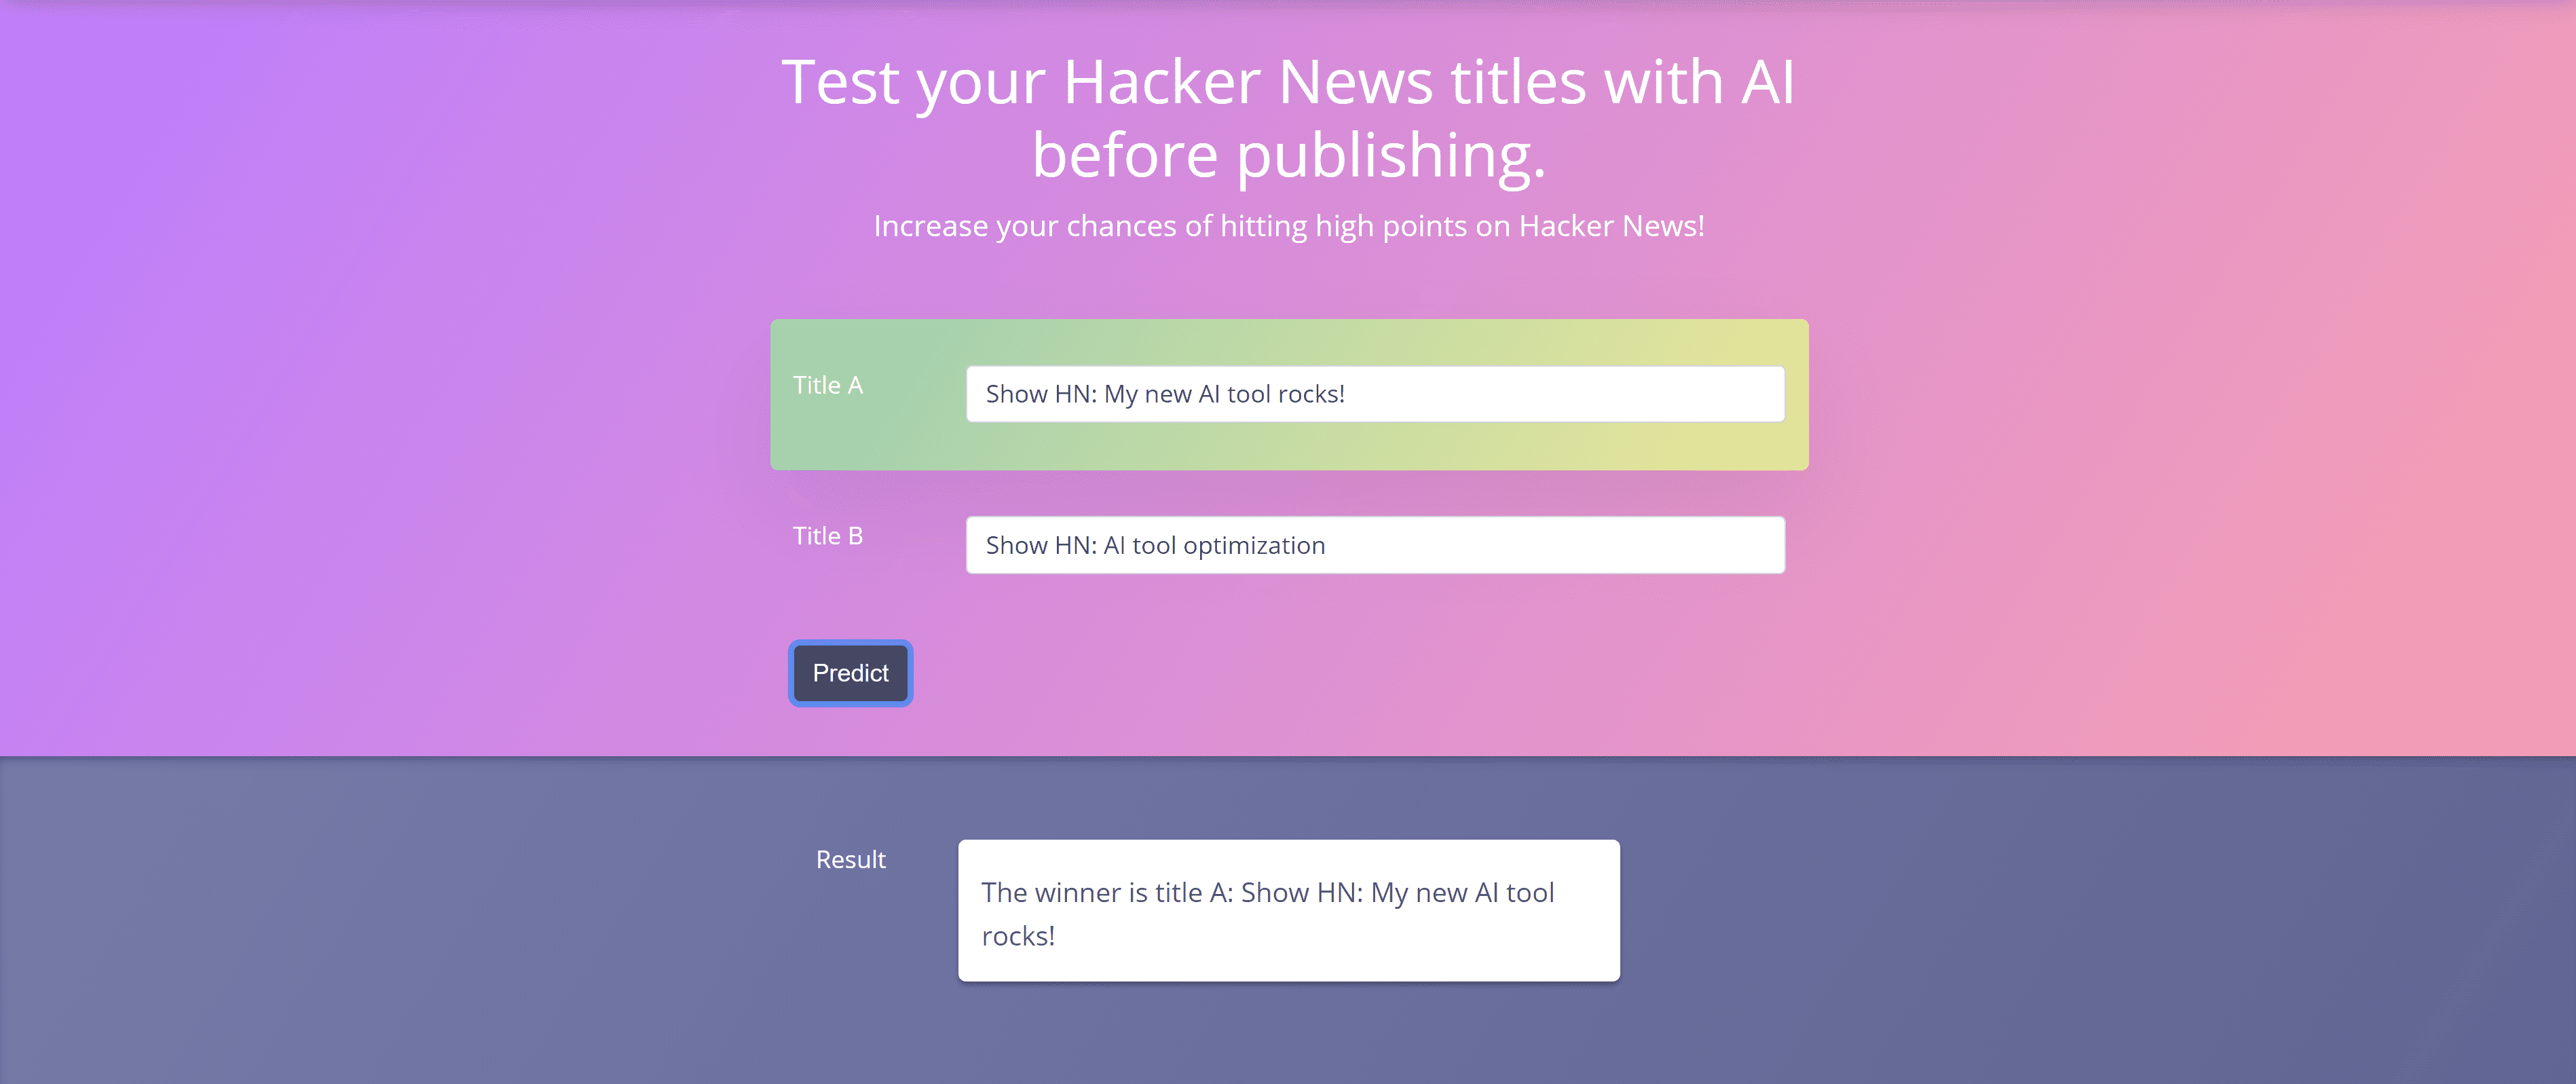 Test your Hacker News titles with AI
before publishing.
Increase your chances of hitting high points on Hacker News!
Title A
Show HN: My new AI tool rocks!
Title B
Show HN: AI tool optimization
Predict
Result
The winner is title A: Show HN: My new AI tool
rocks!